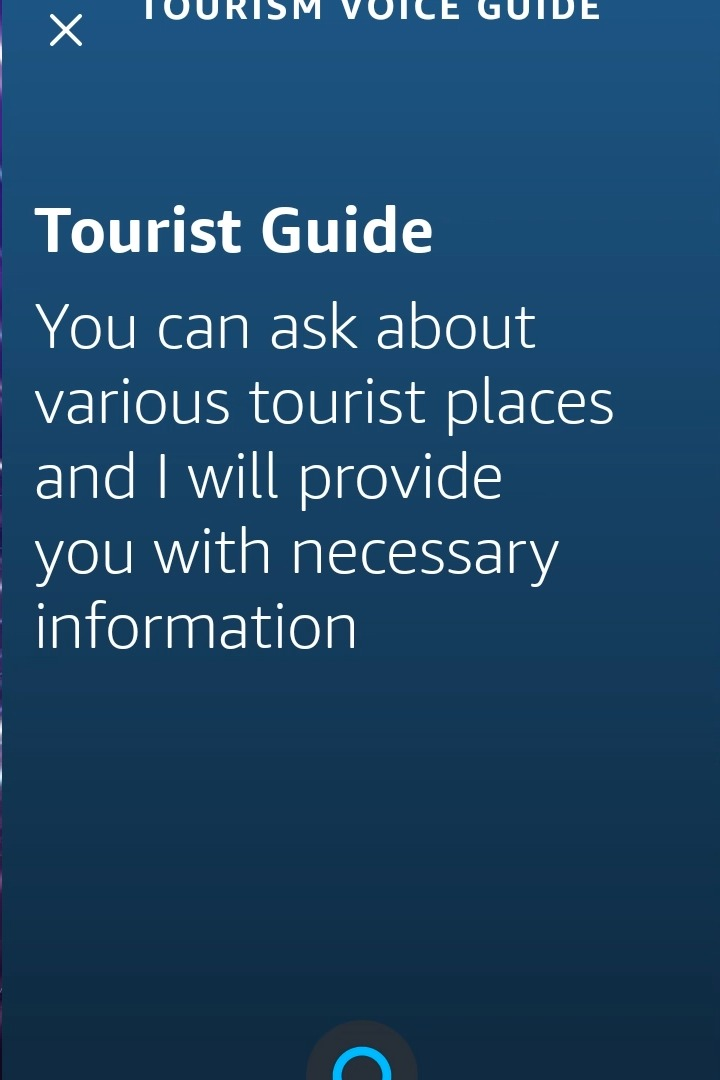 TOURISM VOICE GUIDE
Tourist Guide
You can ask about
various tourist places
and I will provide
you with necessary
information